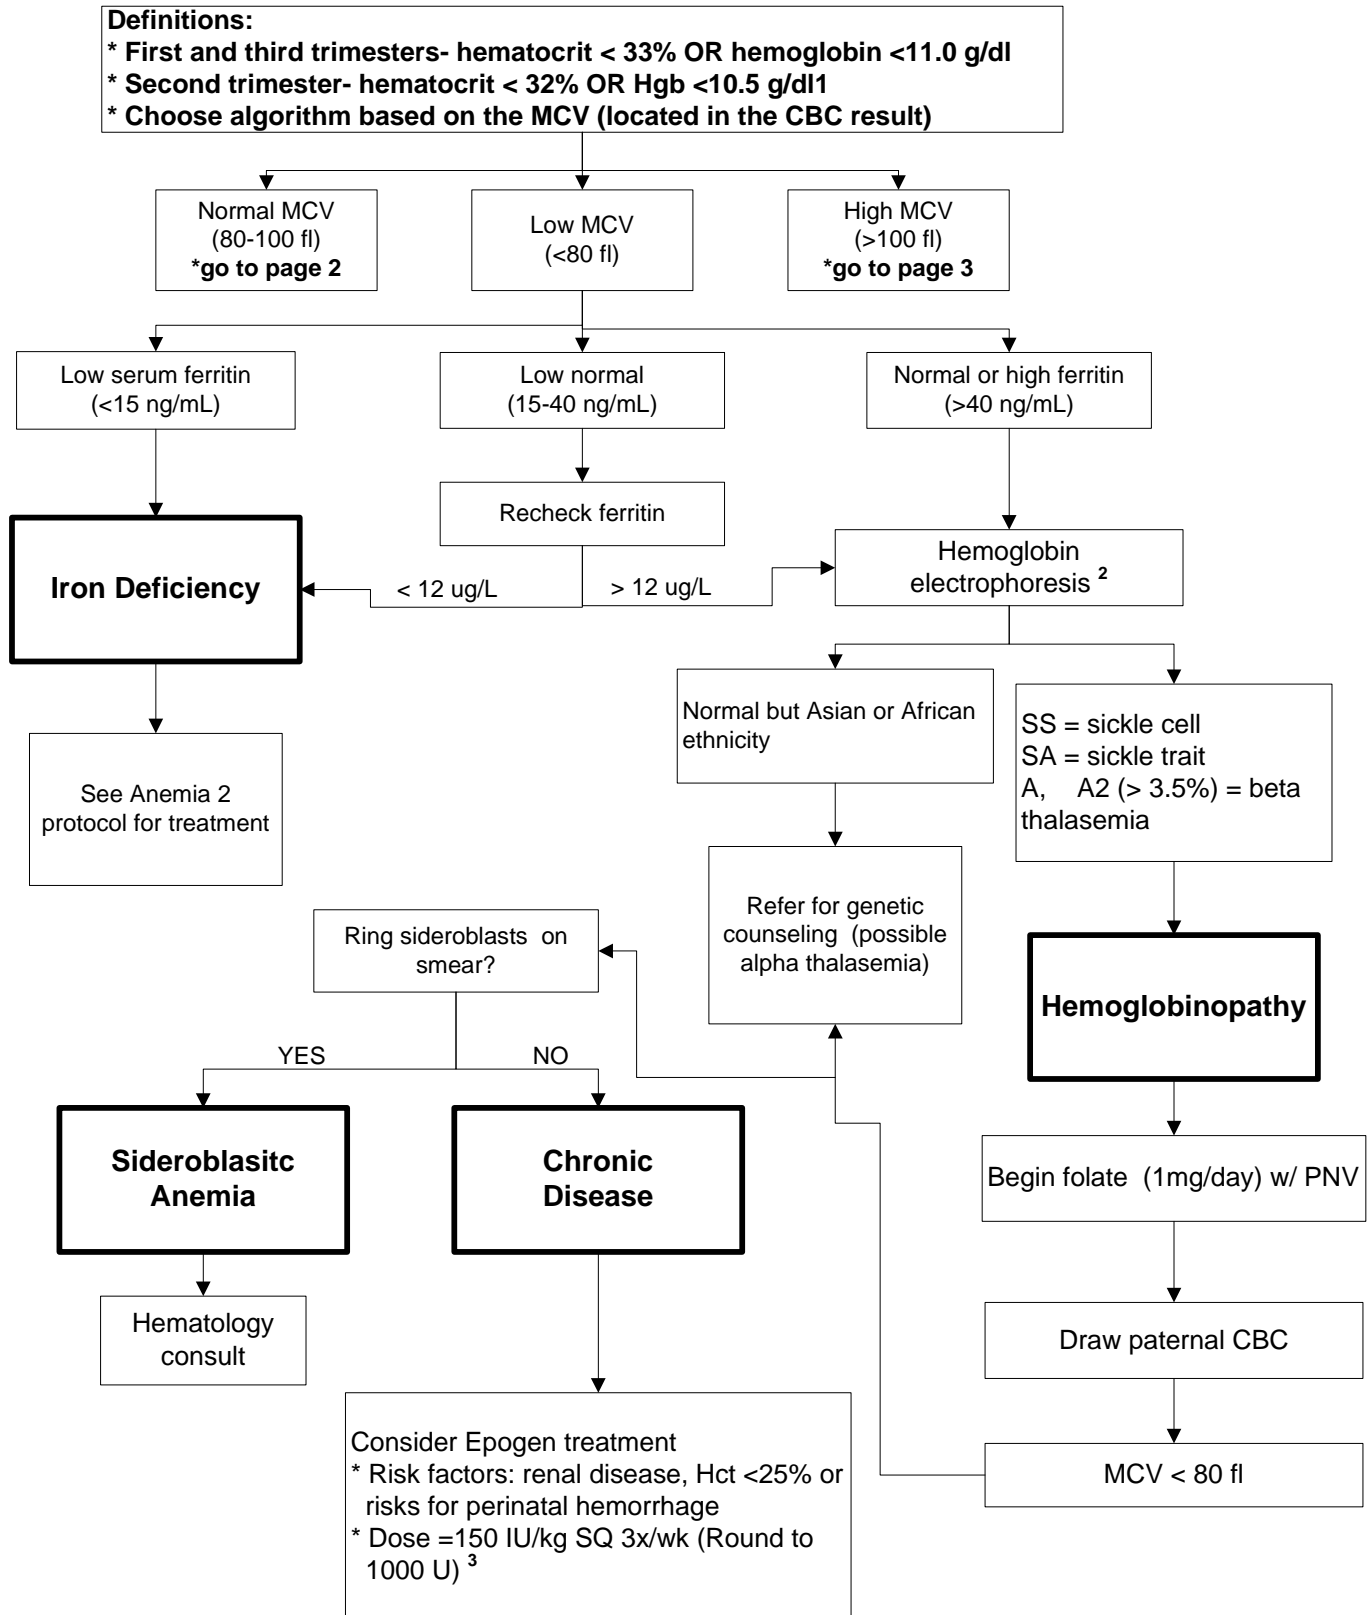 Definitions:
* First and third trimesters- hematocrit < 33% OR hemoglobin <11.0 g/dl
* Second trimester- hematocrit < 32% OR Hgb <10.5 g/dl1
* Choose algorithm based on the MCV (located in the CBC result)
Normal MCV
(80-100 fl)
*go to page 2
Low MCV
(<80 fl)
High MCV
(>100 fl)
*go to page 3
Low serum ferritin
(<15 ng/mL)
Low normal
(15-40 ng/mL)
Normal or high ferritin
(>40 ng/mL)
Recheck ferritin
Iron Deficiency
< 12 ug/L
> 12 ug/L
Hemoglobin
electrophoresis 2
See Anemia 2
protocol for treatment
Normal but Asian or African
ethnicity
SS = sickle cell
SA = sickle trait
A, A2 (> 3.5%) = beta
thalasemia
Refer for genetic
counseling (possible
alpha thalasemia)
Ring sideroblasts on
smear?
YES
NO
Hemoglobinopathy
Sideroblasitc
Anemia
Chronic
Disease
Begin folate (1mg/day) w/ PNV
Hematology
consult
Draw paternal CBC
Consider Epogen treatment
* Risk factors: renal disease, Hct <25% or
risks for perinatal hemorrhage
* Dose =150 IU/kg SQ 3x/wk (Round to
1000 U) 3
MCV < 80 fl